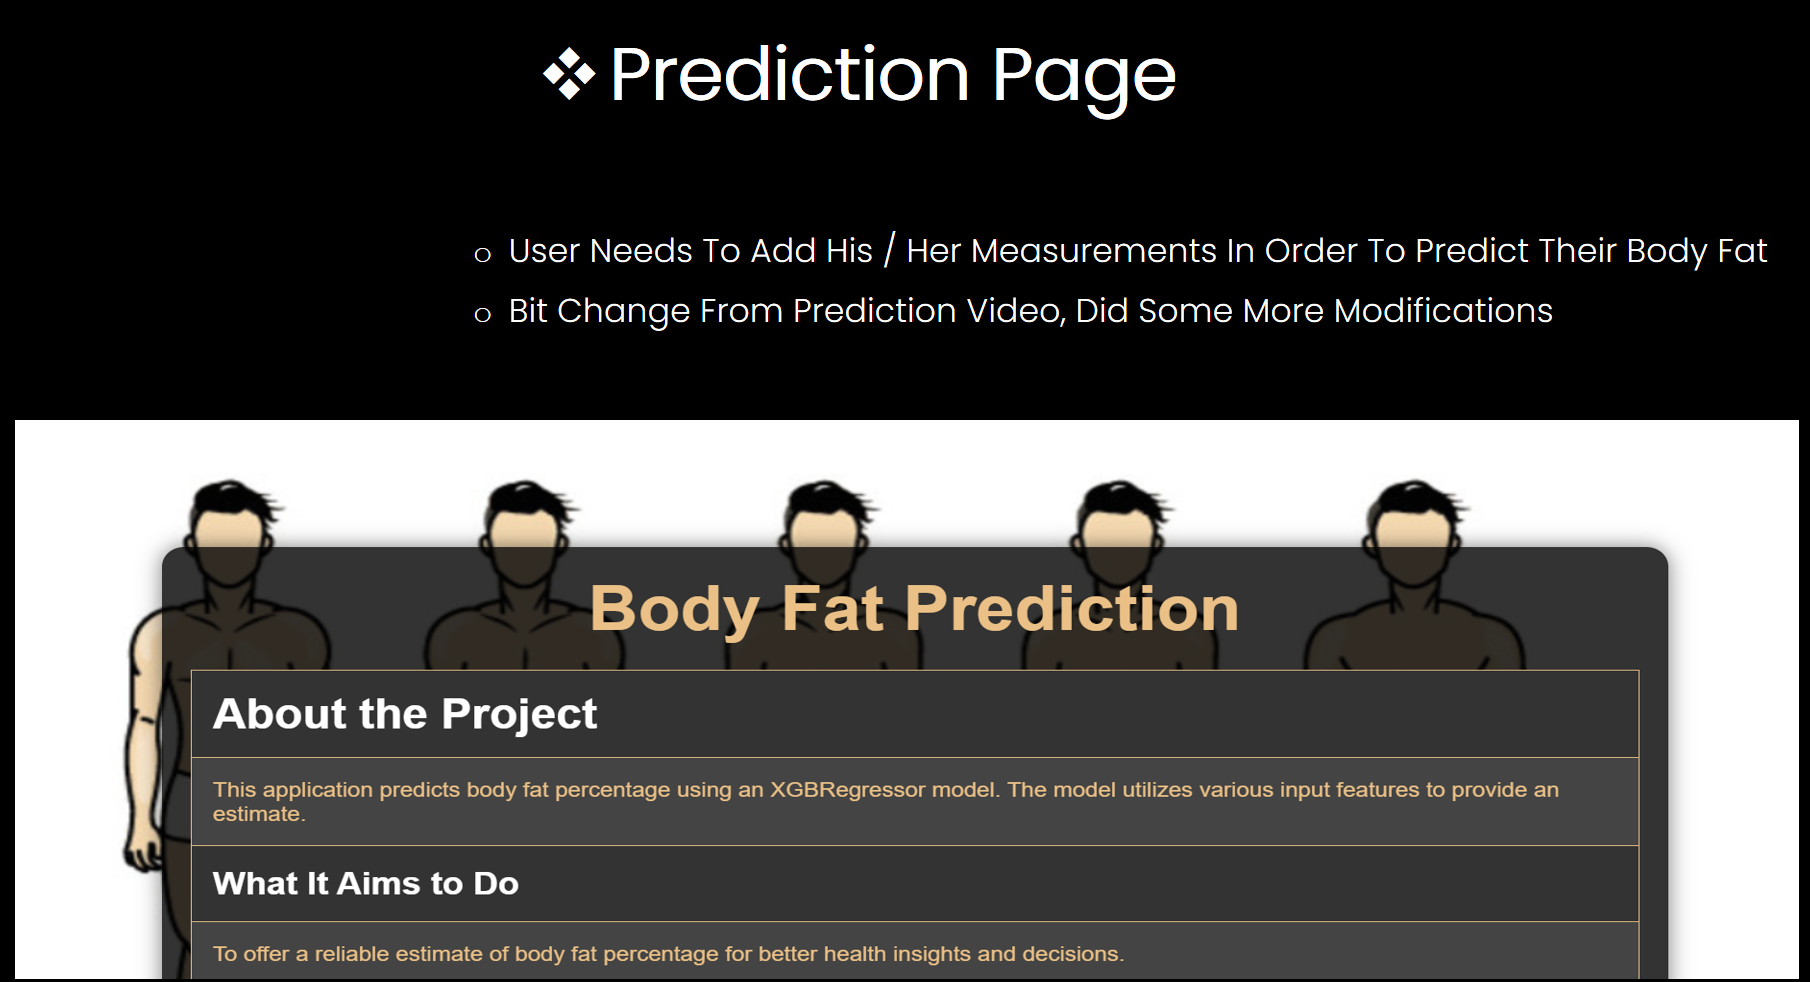 ❖ Prediction Page
o User Needs To Add His / Her Measurements In Order To Predict Their Body Fat
o Bit Change From Prediction Video, Did Some More Modifications
Body Fat Prediction
About the Project
This application predicts body fat percentage using an XGBRegressor model. The model utilizes various input features to provide an
estimate.
What It Aims to Do
To offer a reliable estimate of body fat percentage for better health insights and decisions.